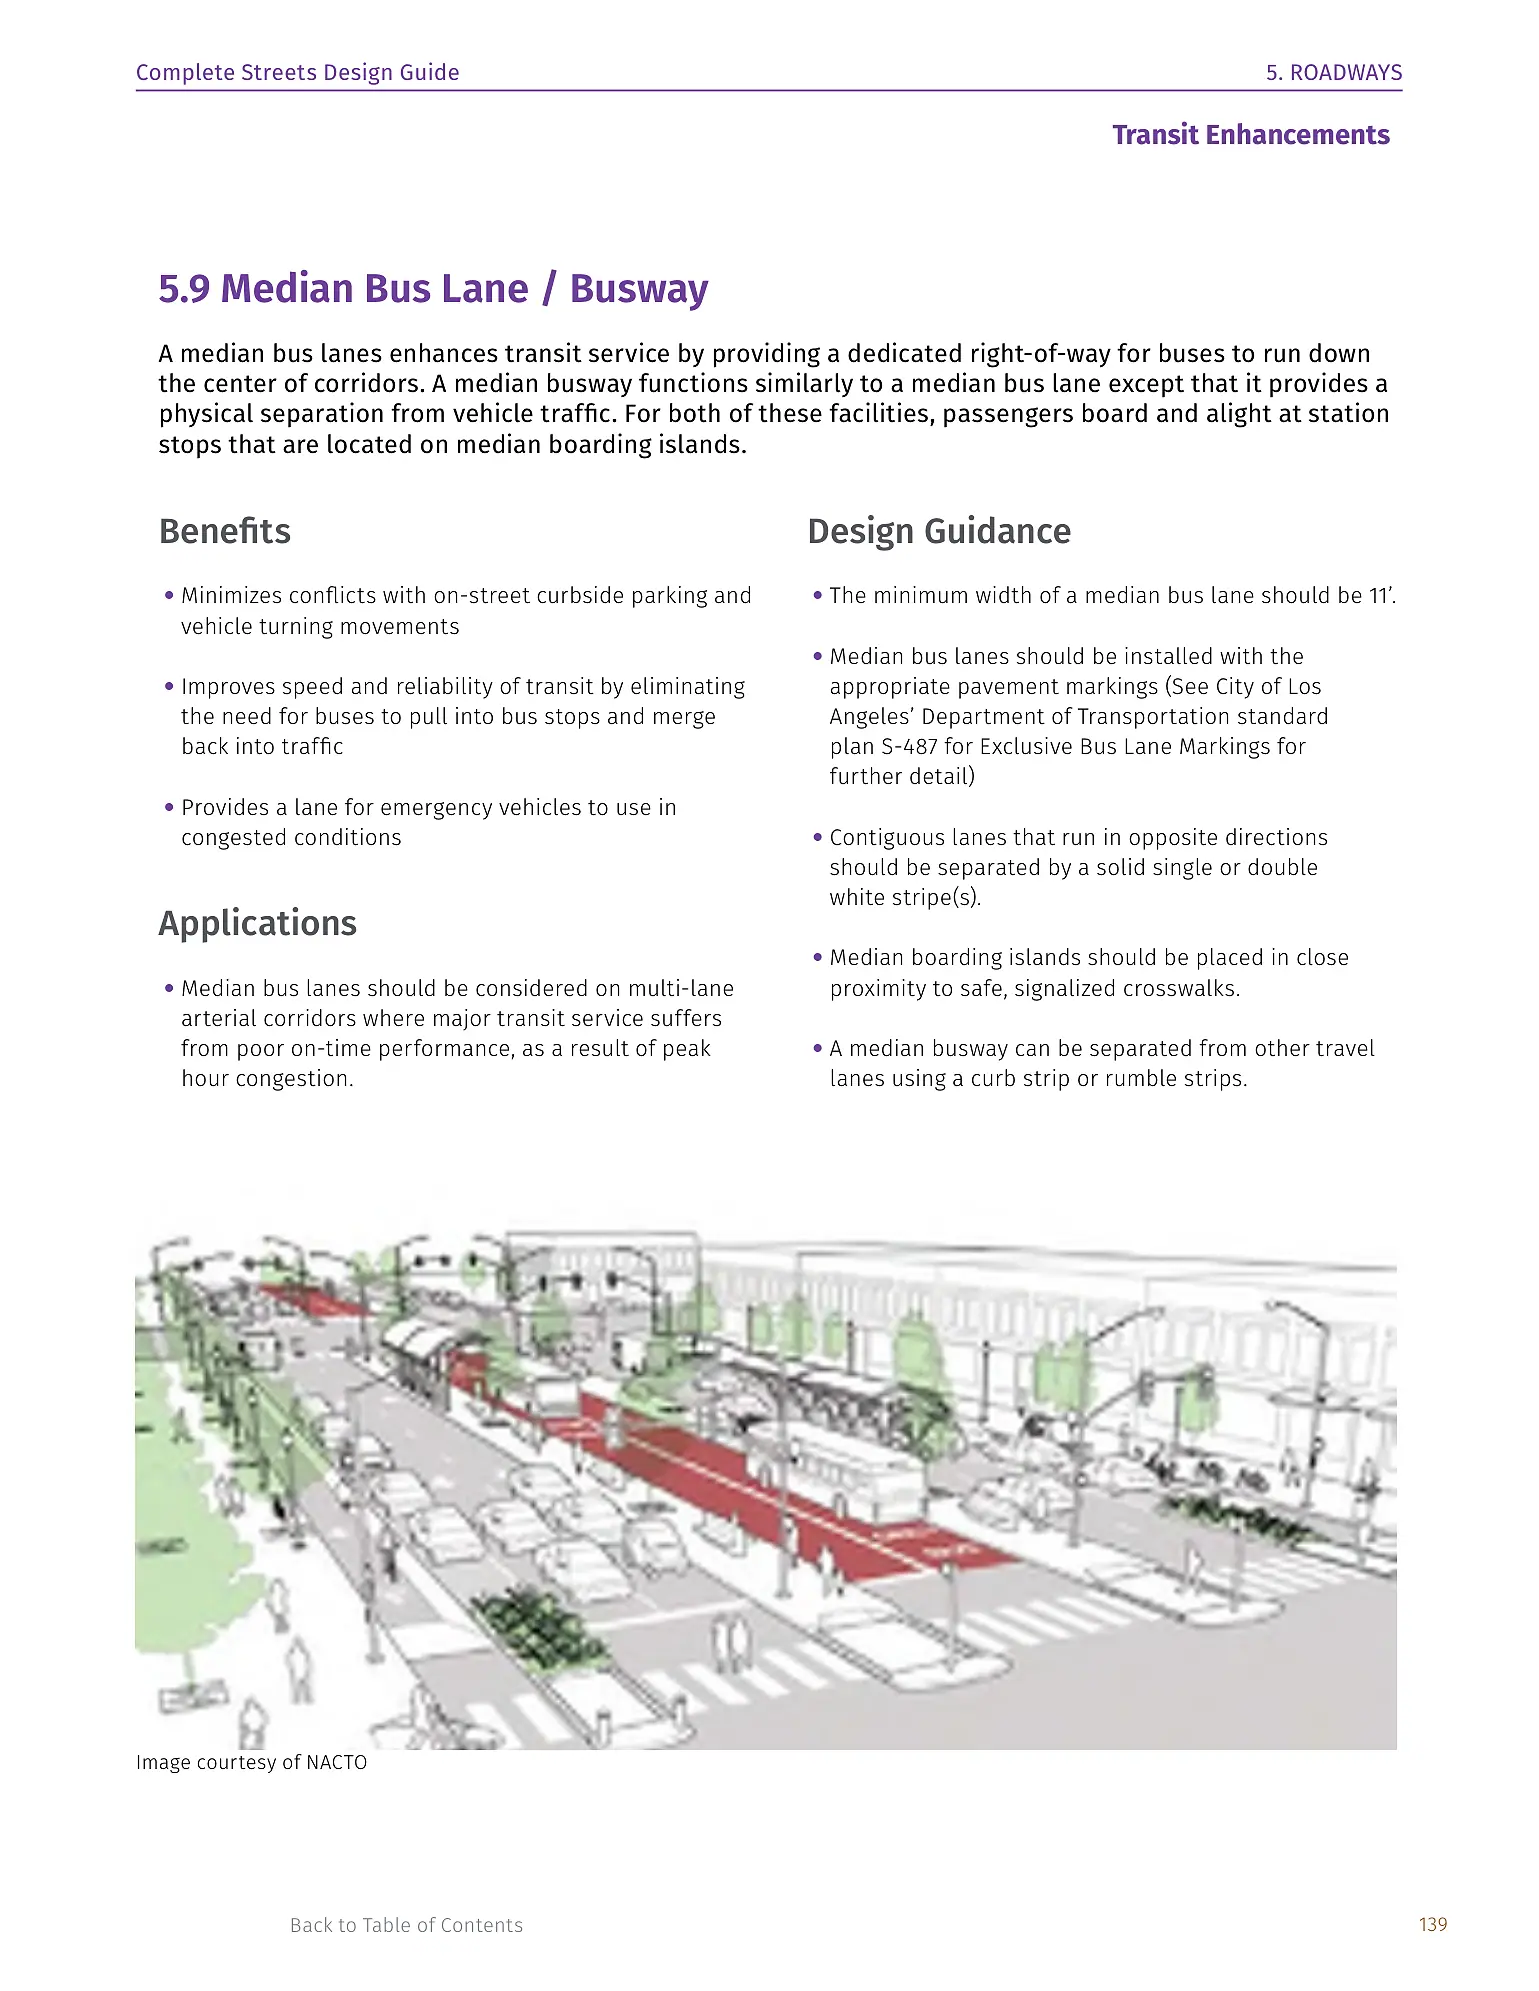 Complete Streets Design Guide
5. ROADWAYS
Transit Enhancements
5.9 Median Bus Lane / Busway
A median bus lanes enhances transit service by providing a dedicated right-of-way for buses to run down
the center of corridors. A median busway functions similarly to a median bus lane except that it provides a
physical separation from vehicle traffic. For both of these facilities, passengers board and alight at station
stops that are located on median boarding islands.
Benefits
• Minimizes conflicts with on-street curbside parking and
vehicle turning movements
• Improves speed and reliability of transit by eliminating
the need for buses to pull into bus stops and merge
back into traffic
• Provides a lane for emergency vehicles to use in
congested conditions
Applications
• Median bus lanes should be considered on multi-lane
arterial corridors where major transit service suffers
from poor on-time performance, as a result of peak
hour congestion.
Design Guidance
• The minimum width of a median bus lane should be 11’.
• Median bus lanes should be installed with the
appropriate pavement markings (See City of Los
Angeles’ Department of Transportation standard
plan S-487 for Exclusive Bus Lane Markings for
further detail)
• Contiguous lanes that run in opposite directions
should be separated by a solid single or double
white stripe(s).
• Median boarding islands should be placed in close
proximity to safe, signalized crosswalks.
• A median busway can be separated from other travel
lanes using a curb strip or rumble strips.
Image courtesy of NACTO
Back to Table of Contents
139